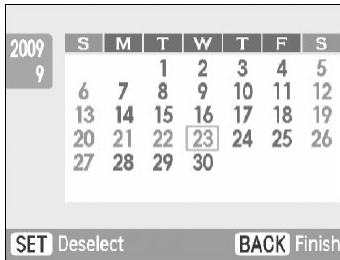 2009
9
S M T W T F S
1 2 3 4 5
6 7 8 9 10 11 12
13 14 15 16 17 18 19
20 21 22 23 24 25 26
27 28 29 30
SET Deselect BACK Finish